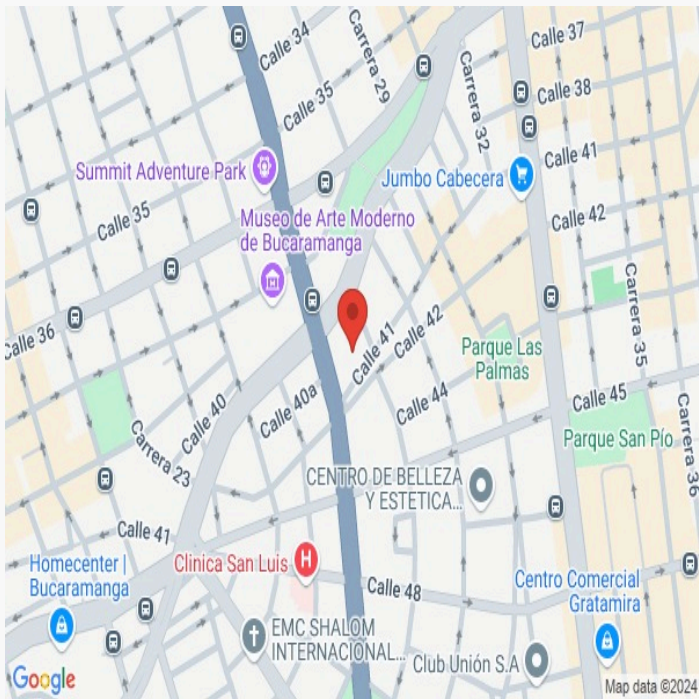 Calle 34
Calle 37
Carrera 29
Calle 35
Carrera 32
Calle 38
Summit Adventure Park
Jumbo Cabecera
Calle 41
Calle 35
Museo de Arte Moderno
de Bucaramanga
Calle 42
Calle 36
Carrera 35
Calle 41
Calle 42
Parque Las
Palmas
Calle 40
Calle 40a
Calle 44
Calle 45
Carrera 23
Parque San Pío
Carrera 36
CENTRO DE BELLEZA
Y ESTÉTICA...
Calle 41
Homecenter |
Bucaramanga
Clinica San Luis
H
Calle 48
Centro Comercial
Gratamira
EMC SHALOM
INTERNACIONAL...
Club Unión S.A
Google
Map data ©2024